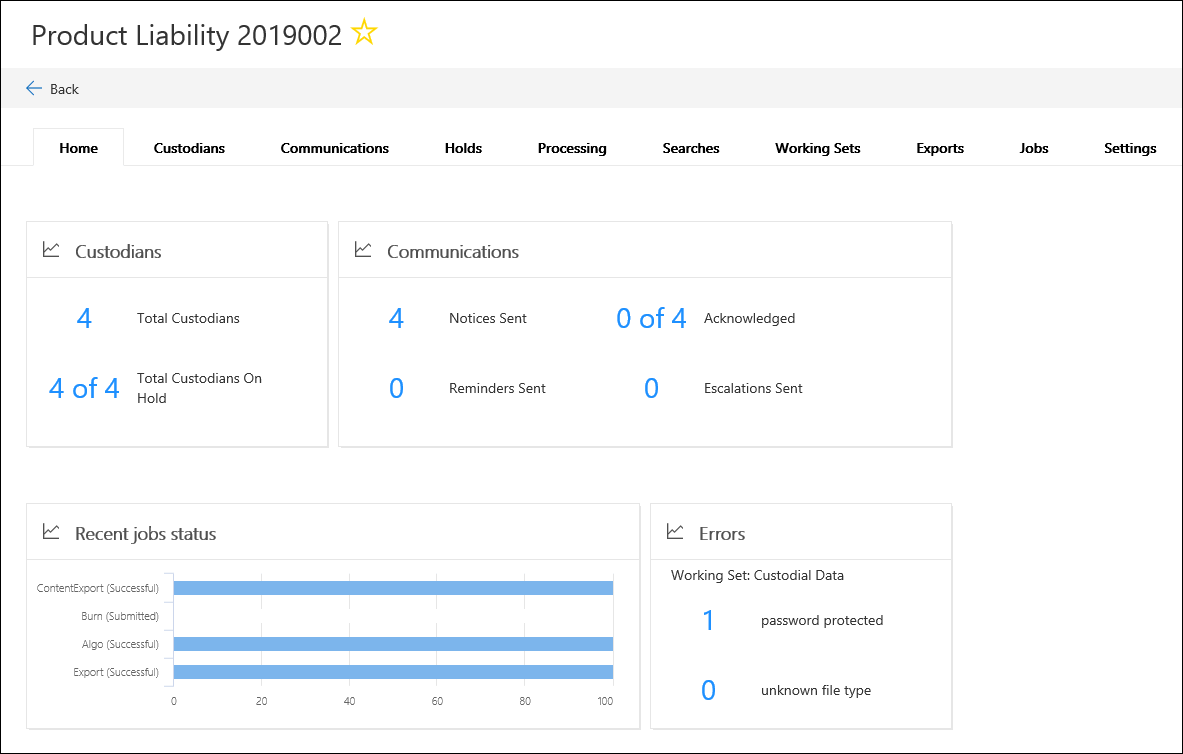 Product Liability 2019002
Back
Home Custodians Communications Holds Processing Searches Working Sets Exports Jobs Settings
Custodians
4 Total Custodians
4 of 4 Total Custodians On
Hold
Communications
4 Notices Sent 0 of 4 Acknowledged
0 Reminders Sent 0 Escalations Sent
Recent jobs status
ContentExport (Successful)
Burn (Submitted)
Algo (Successful)
Export (Successful)
0 20 40 60 80 100
Errors
Working Set: Custodial Data
1 password protected
0 unknown file type